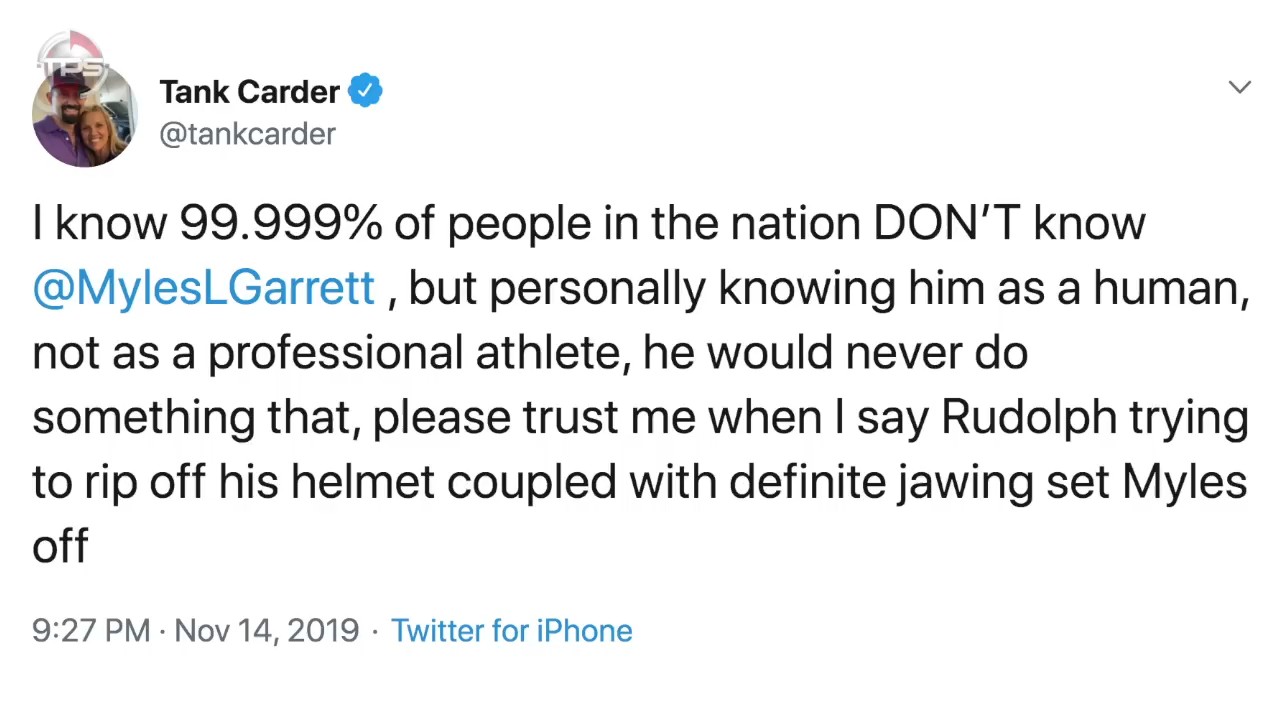 TPS
Tank Carder
@tankcarder
I know 99.999% of people in the nation DON'T know
@MylesLGarrett , but personally knowing him as a human,
not as a professional athlete, he would never do
something that, please trust me when I say Rudolph trying
to rip off his helmet coupled with definite jawing set Myles
off
9:27 PM · Nov 14, 2019 · Twitter for iPhone